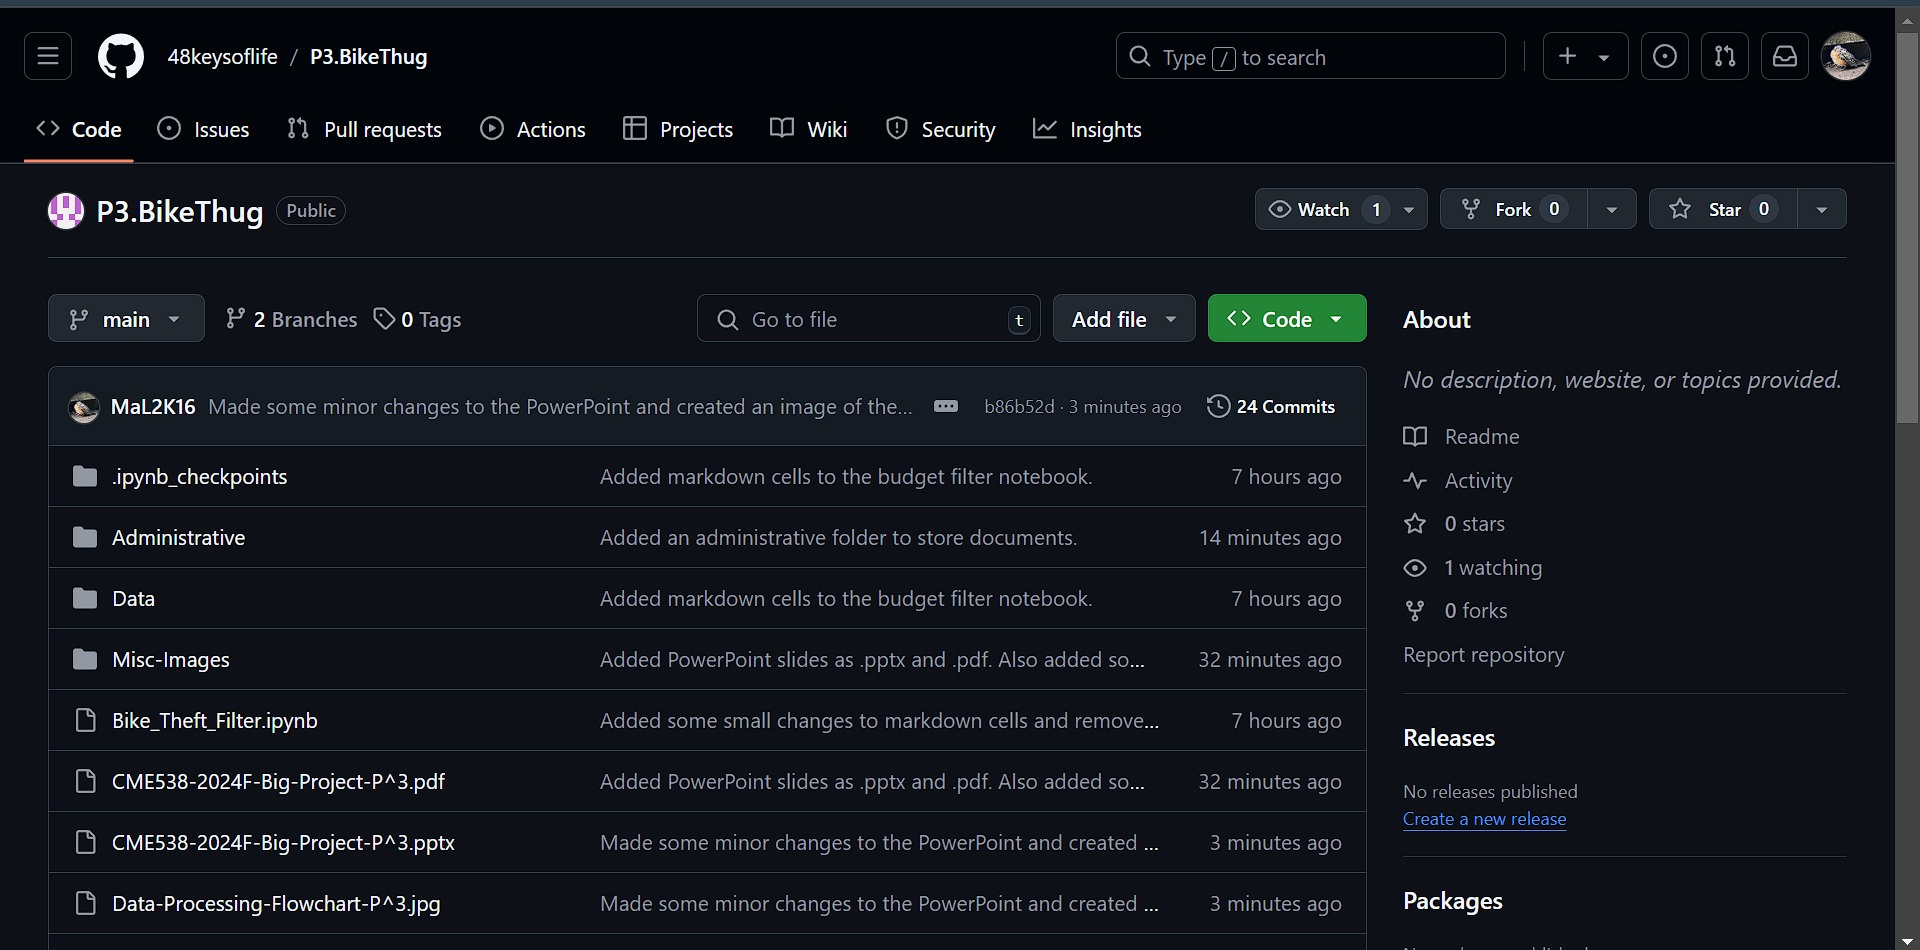 48keysoflife / P3.BikeThug
Type / to search
Code Issues Pull requests Actions Projects Wiki Security Insights
P3.BikeThug Public
Watch 1 Fork 0 Star 0
main 2 Branches 0 Tags Go to file t Add file Code
MaL2K16 Made some minor changes to the PowerPoint and created an image of the... b86b52d · 3 minutes ago 24 Commits
.ipynb_checkpoints Added markdown cells to the budget filter notebook. 7 hours ago
Administrative Added an administrative folder to store documents. 14 minutes ago
Data Added markdown cells to the budget filter notebook. 7 hours ago
Misc-Images Added PowerPoint slides as .pptx and .pdf. Also added so... 32 minutes ago
Bike_Theft_Filter.ipynb Added some small changes to markdown cells and remove... 7 hours ago
CME538-2024F-Big-Project-P^3.pdf Added PowerPoint slides as .pptx and .pdf. Also added so... 32 minutes ago
CME538-2024F-Big-Project-P^3.pptx Made some minor changes to the PowerPoint and created ... 3 minutes ago
Data-Processing-Flowchart-P^3.jpg Made some minor changes to the PowerPoint and created ... 3 minutes ago
About
No description, website, or topics provided.
Readme
Activity
0 stars
1 watching
0 forks
Report repository
Releases
No releases published
Create a new release
Packages